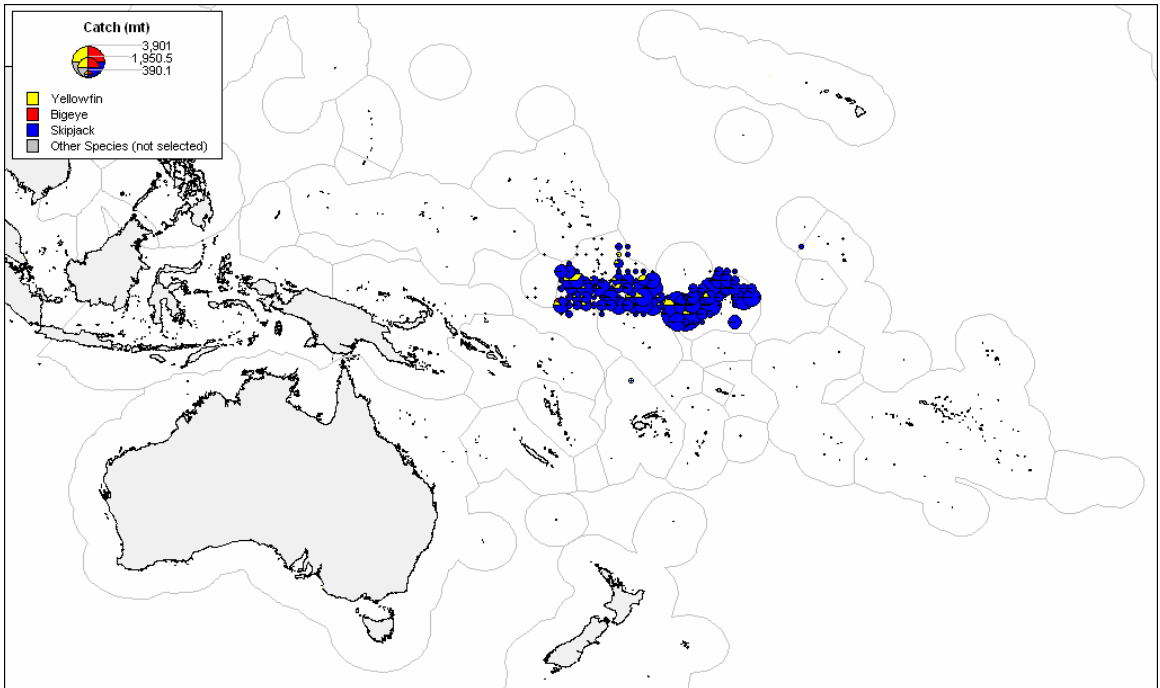 Catch (mt)
3,901
1,950.5
390.1
Yellowfin
Bigeye
Skipjack
Other Species (not selected)